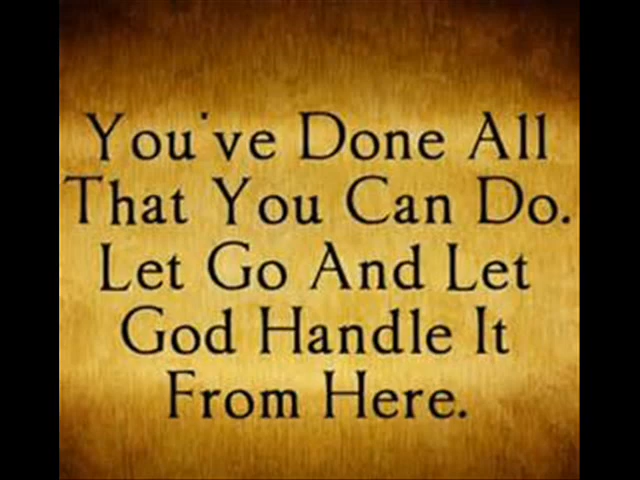 You've Done All
That You Can Do.
Let Go And Let
God Handle It
From Here.